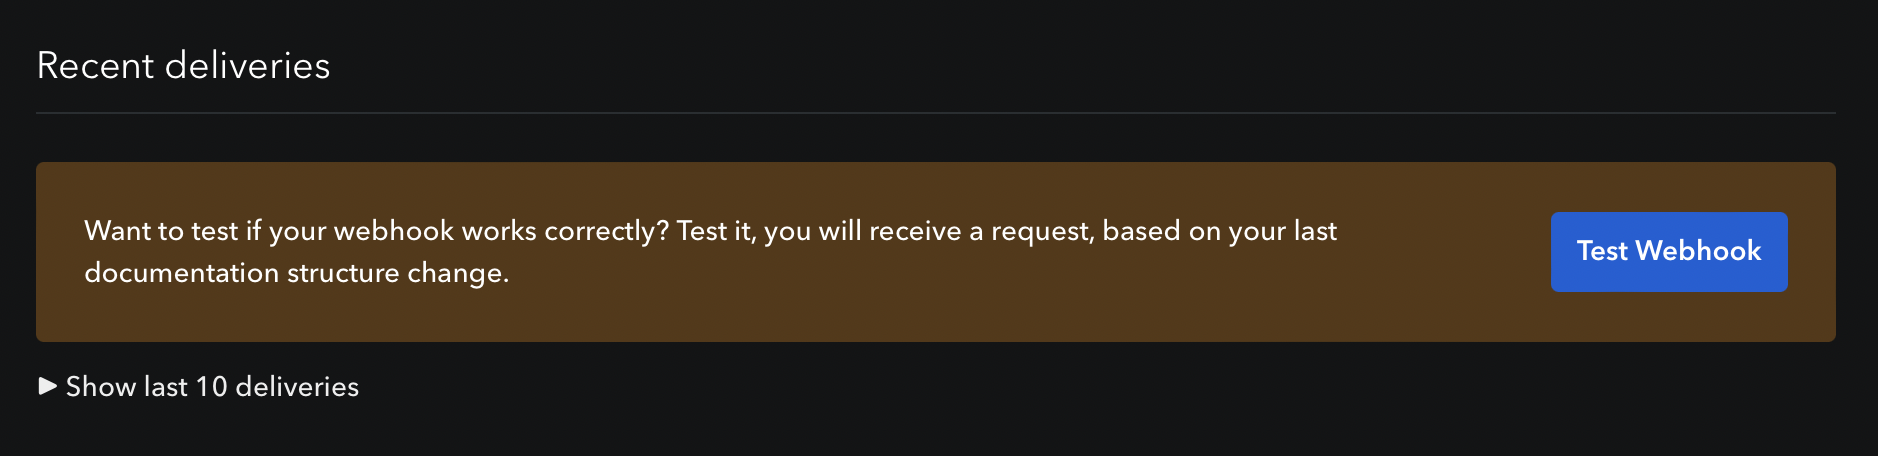 Recent deliveries
Want to test if your webhook works correctly? Test it, you will receive a request, based on your last
documentation structure change.
Test Webhook
Show last 10 deliveries